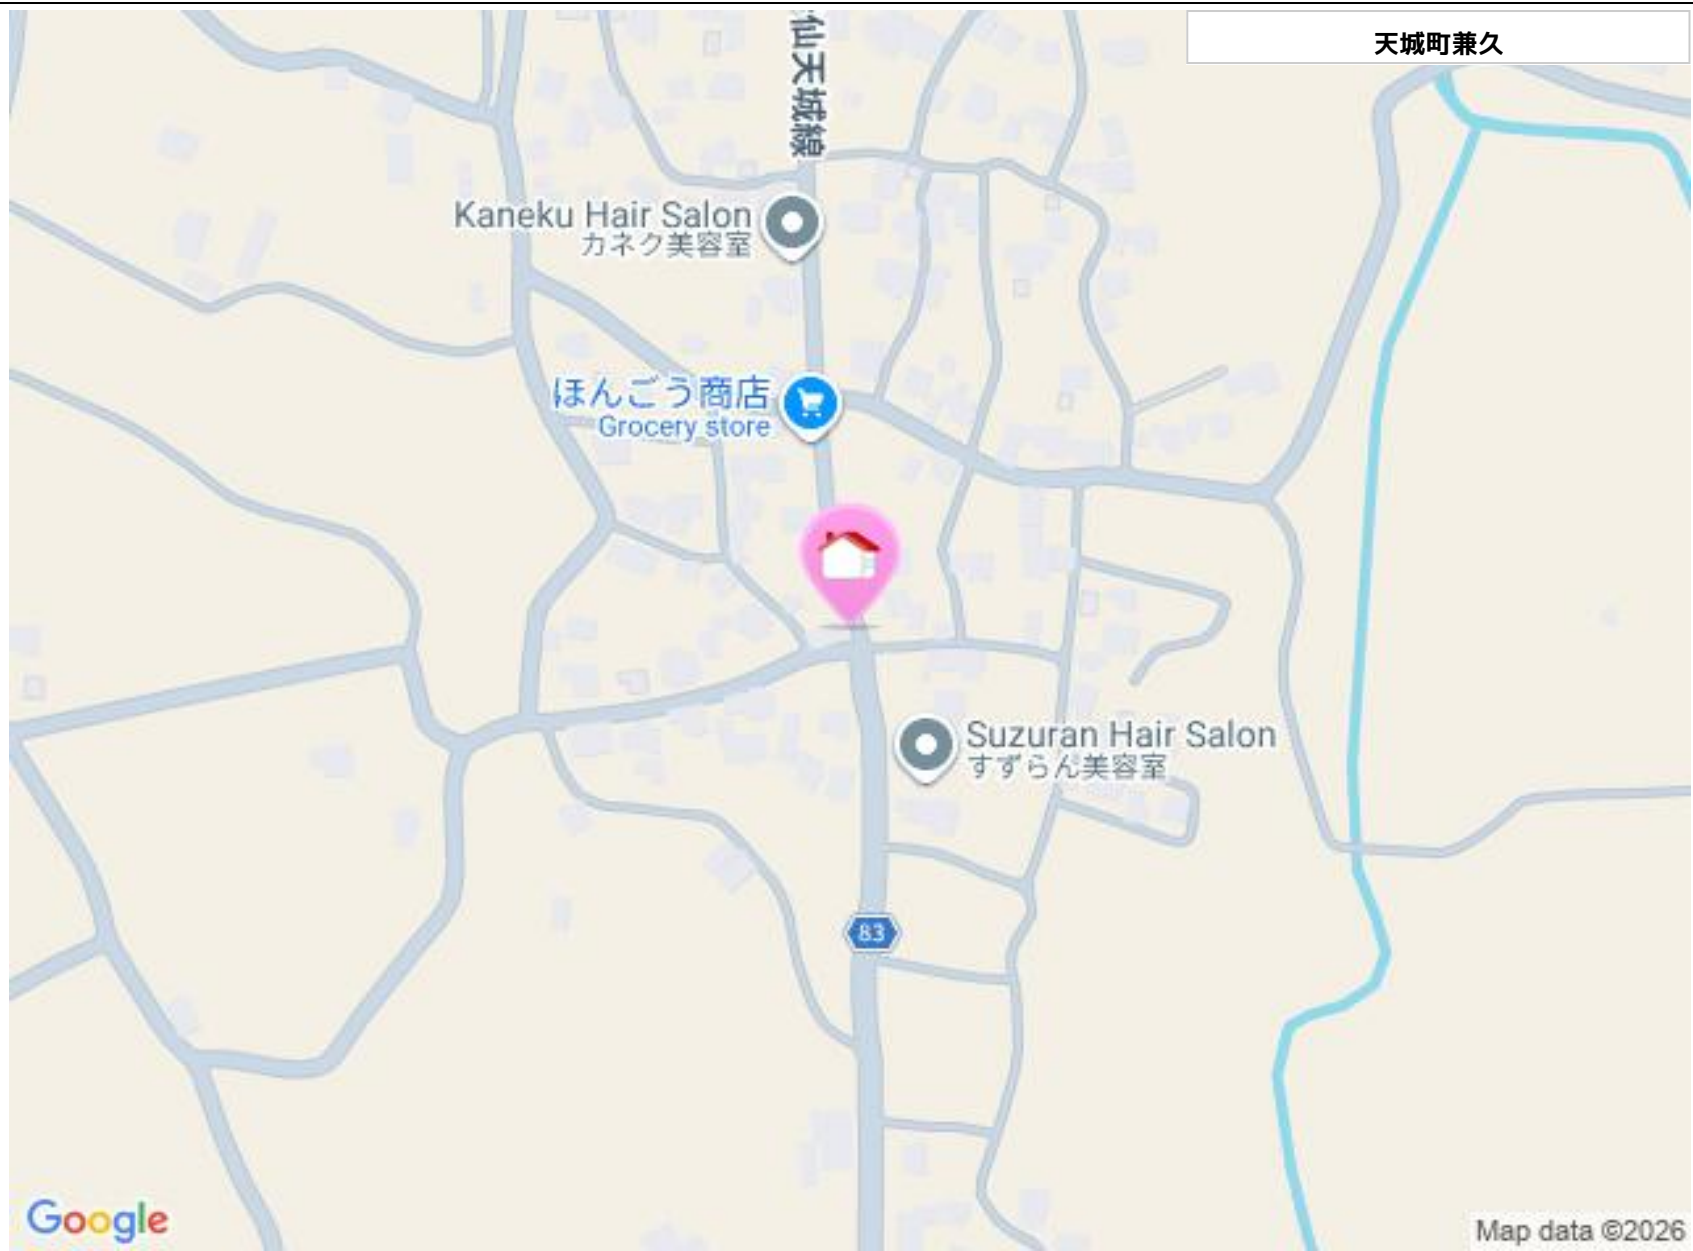 天城町兼久
仙天城線
Kaneku Hair Salon
カネク美容室
ほんごう商店
Grocery store
Suzuran Hair Salon
すずらん美容室
83
Google
Map data ©2026